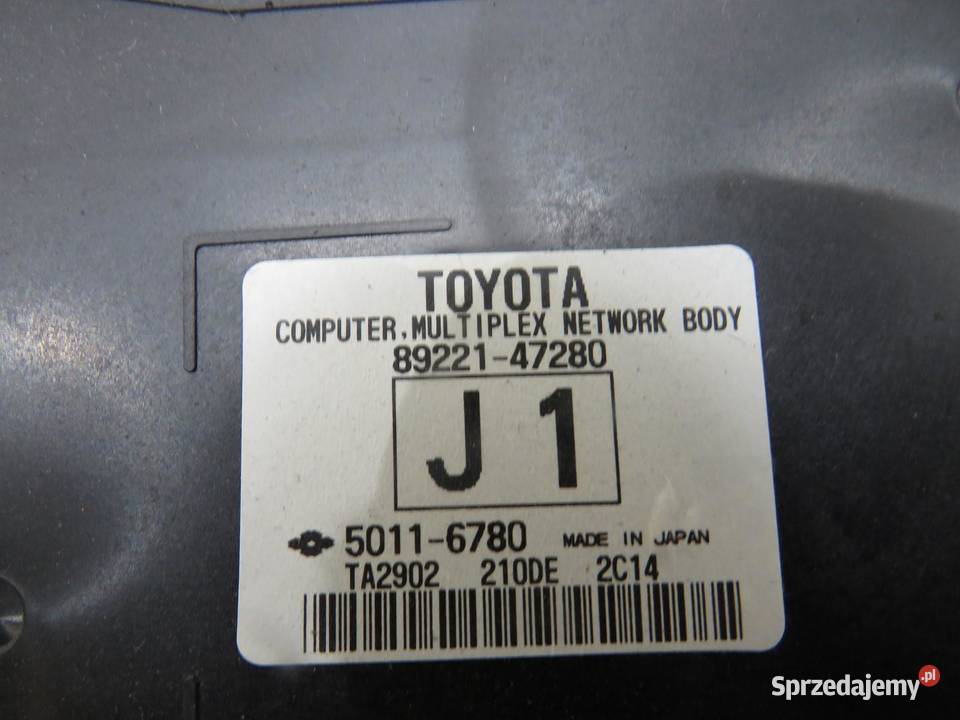 TOYOTA
COMPUTER, MULTIPLEX NETWORK BODY
89221-47280
J 1
5011-6780 MADE IN JAPAN
TA2902 210DE 2C14
Sprzedajemy.pl